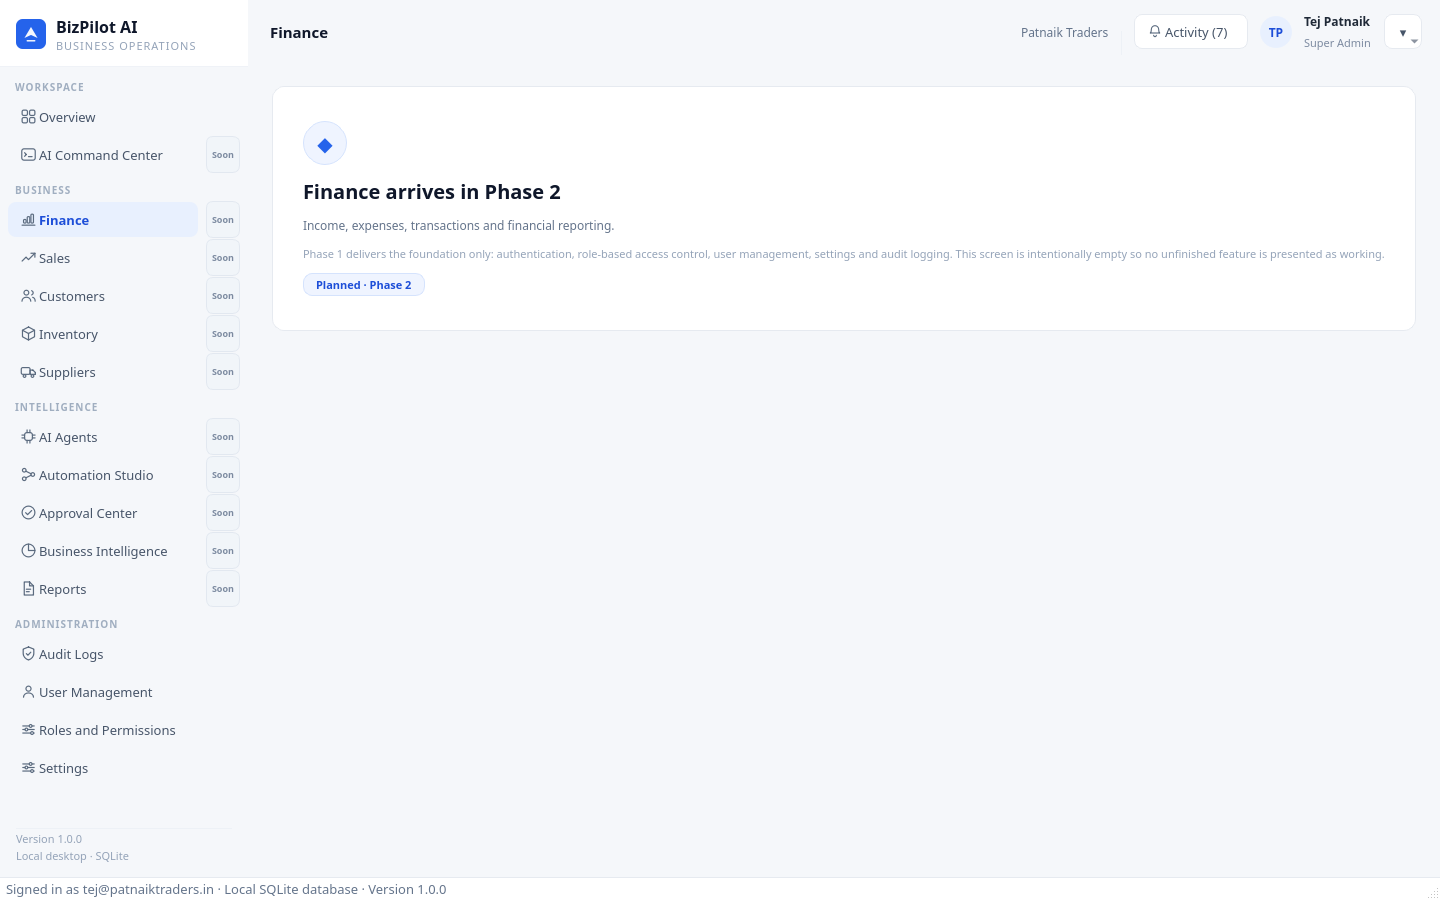 BizPilot AI
BUSINESS OPERATIONS
WORKSPACE
Overview
AI Command Center Soon
BUSINESS
Finance Soon
Sales Soon
Customers Soon
Inventory Soon
Suppliers Soon
INTELLIGENCE
AI Agents Soon
Automation Studio Soon
Approval Center Soon
Business Intelligence Soon
Reports Soon
ADMINISTRATION
Audit Logs
User Management
Roles and Permissions
Settings
Version 1.0.0
Local desktop · SQLite
Finance
Patnaik Traders
Activity (7)
TP
Tej Patnaik
Super Admin
Finance arrives in Phase 2
Income, expenses, transactions and financial reporting.
Phase 1 delivers the foundation only: authentication, role-based access control, user management, settings and audit logging. This screen is intentionally empty so no unfinished feature is presented as working.
Planned · Phase 2
Signed in as tej@patnaiktraders.in · Local SQLite database · Version 1.0.0